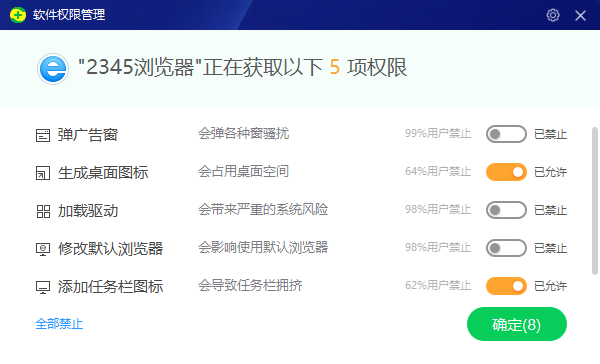 软件权限管理
"2345浏览器"正在获取以下 5 项权限
弹广告窗 会弹各种窗骚扰 99%用户禁止 已禁止
生成桌面图标 会占用桌面空间 64%用户禁止 已允许
加载驱动 会带来严重的系统风险 98%用户禁止 已禁止
修改默认浏览器 会影响使用默认浏览器 98%用户禁止 已禁止
添加任务栏图标 会导致任务栏拥挤 62%用户禁止 已允许
全部禁止 确定(8)